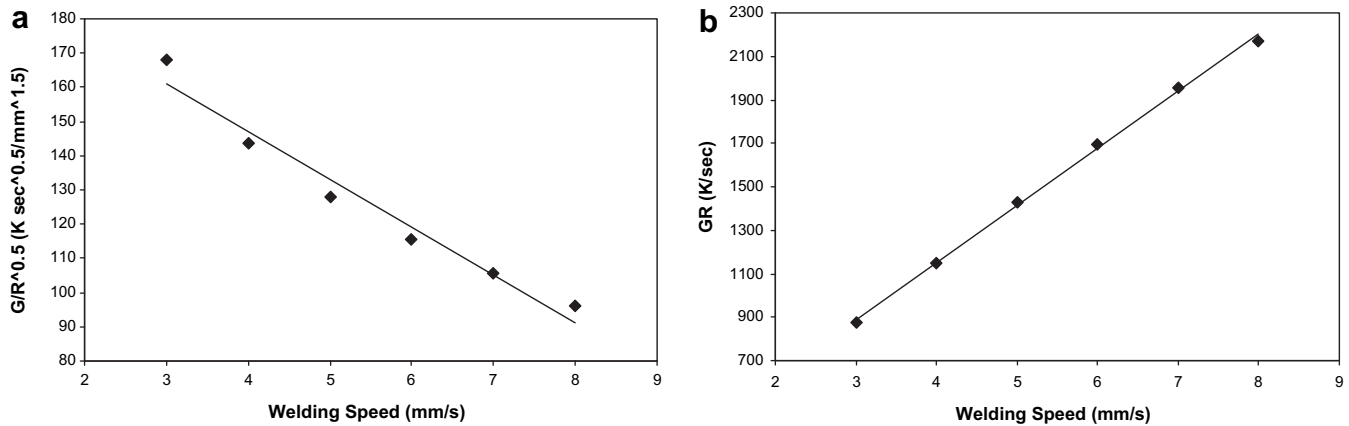 a
G/R^0.5 (K sec^0.5/mm^1.5)
180
170
160
150
140
130
120
110
100
90
80
2 3 4 5 6 7 8 9
Welding Speed (mm/s)
b
GR (K/sec)
2300
2100
1900
1700
1500
1300
1100
900
700
2 3 4 5 6 7 8 9
Welding Speed (mm/s)